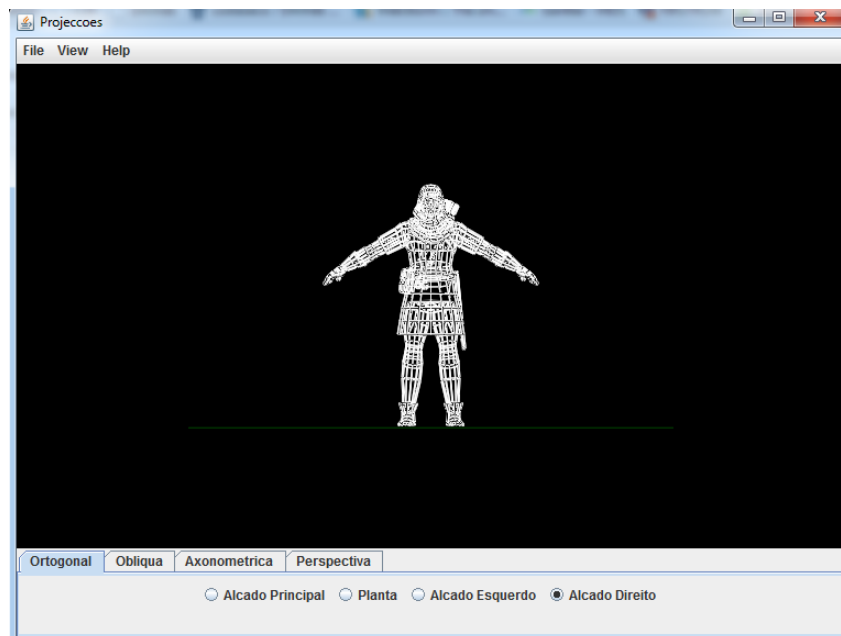 Projeccoes
File View Help
Ortogonal Obliqua Axonometrica Perspectiva
Alcado Principal Planta Alcado Esquerdo Alcado Direito